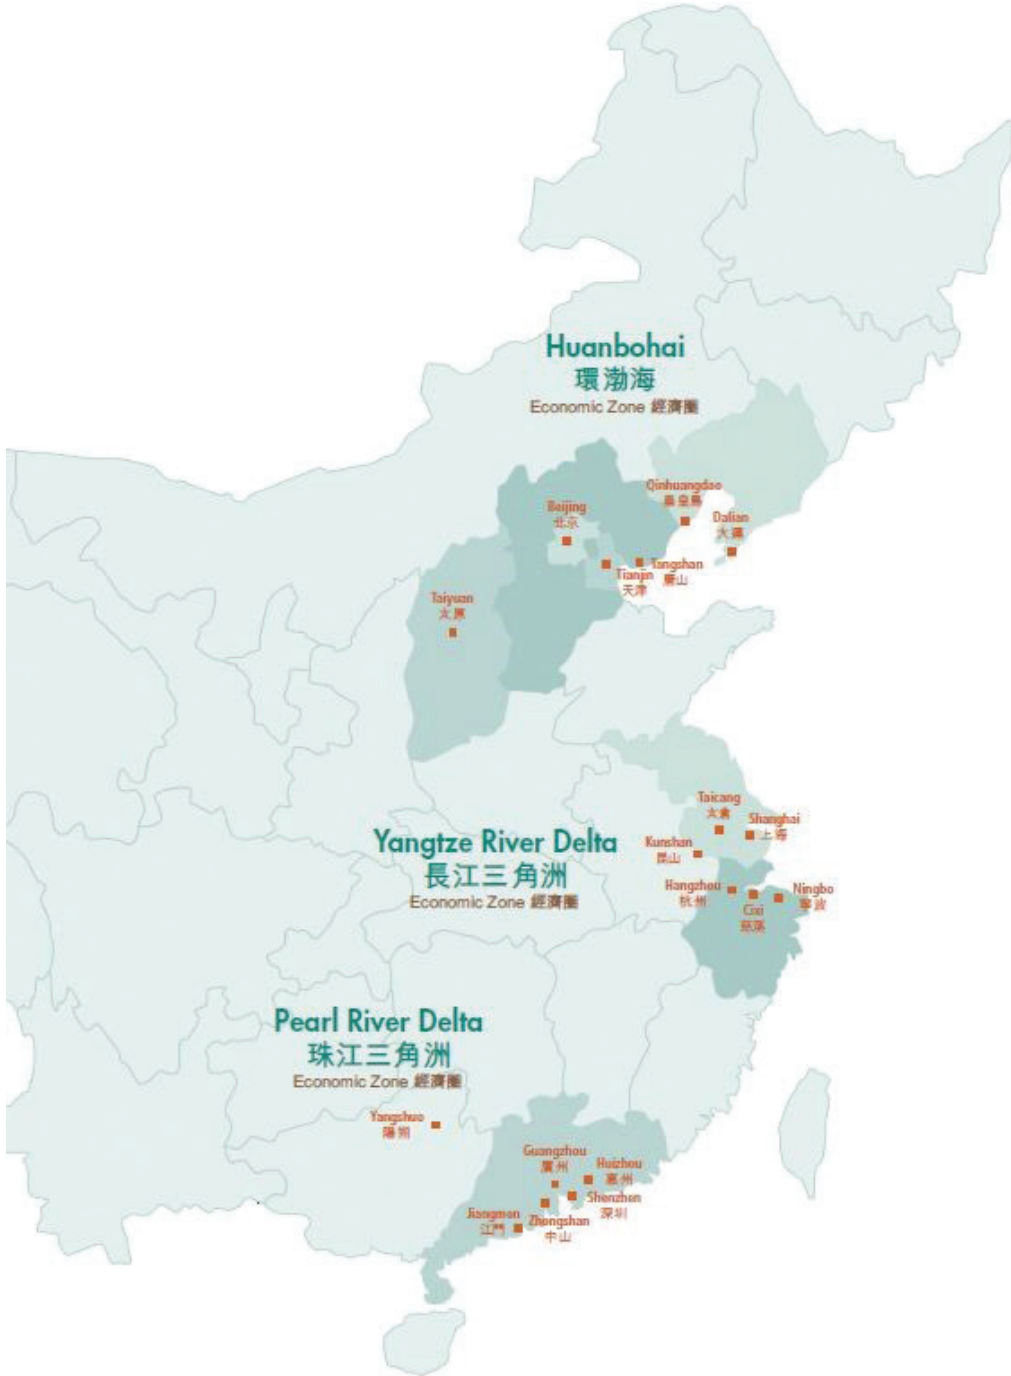 Huanbohai
環渤海
Economic Zone 經濟圈
Qinhuangdao
秦皇島
Beijing
北京
Dalian
大連
Tianjin
天津
Tangshan
唐山
Taiyuan
太原
Taicang
太倉
Shanghai
上海
Yangtze River Delta
長江三角洲
Economic Zone 經濟圈
Kunshan
昆山
Hangzhou
杭州
Cixi
慈溪
Ningbo
寧波
Pearl River Delta
珠江三角洲
Economic Zone 經濟圈
Yangshuo
陽朔
Guangzhou
廣州
Huizhou
惠州
Shenzhen
深圳
Jiangmen
江門
Zhongshan
中山